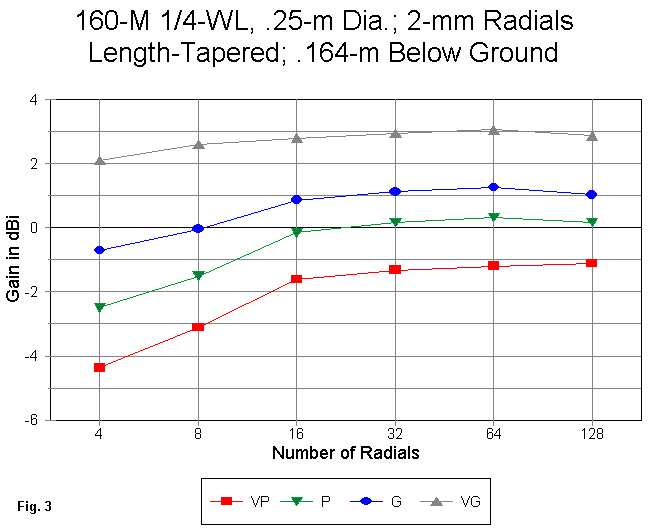 160-M 1/4-WL, .25-m Dia.; 2-mm Radials
Length-Tapered; .164-m Below Ground
4
2
0
-2
-4
-6
Gain in dBi
4 8 16 32 64 128
Number of Radials
VP P G VG
Fig. 3